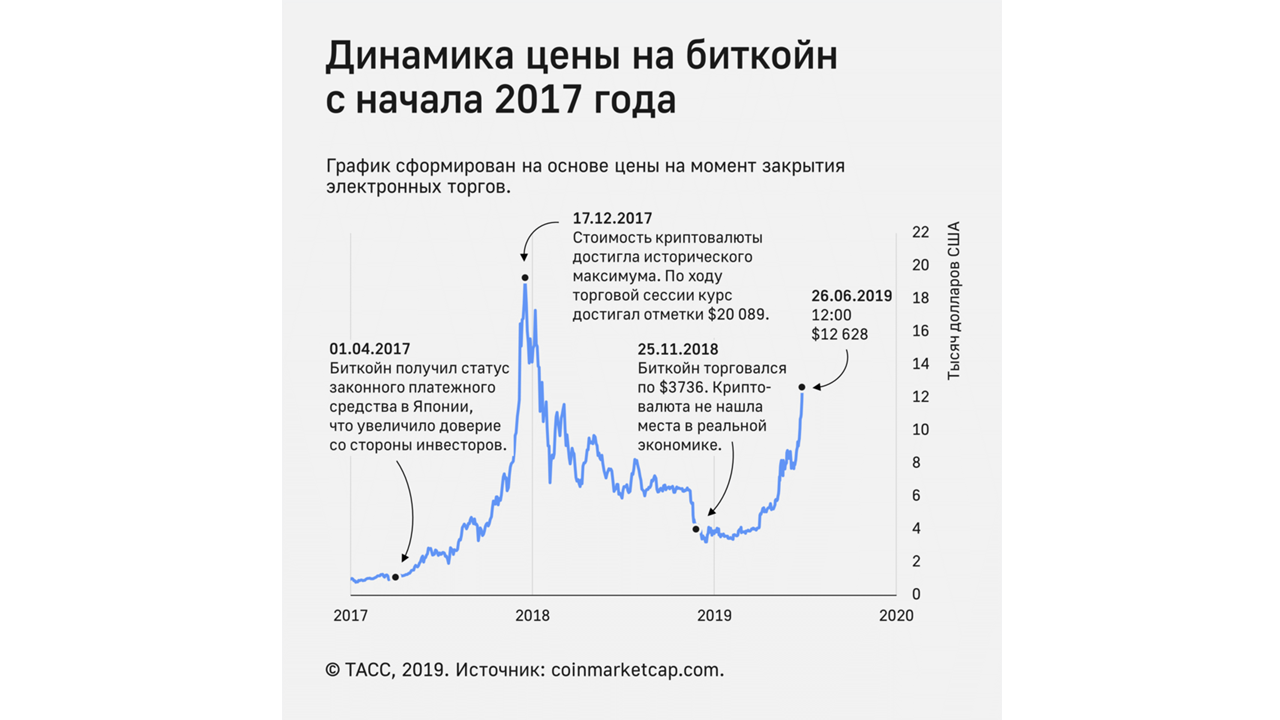 Динамика цены на биткойн
с начала 2017 года
График сформирован на основе цены на момент закрытия
электронных торгов.
17.12.2017
Стоимость криптовалюты
достигла исторического
максимума. По ходу
торговой сессии курс
достигал отметки $20 089.
26.06.2019
12:00
$12 628
01.04.2017
Биткойн получил статус
законного платежного
средства в Японии,
что увеличило доверие
со стороны инвесторов.
25.11.2018
Биткойн торговался
по $3736. Крипто-
валюта не нашла
места в реальной
экономике.
Тысяч долларов США
22
20
18
16
14
12
10
8
6
4
2
0
2017
2018
2019
2020
© ТАСС, 2019. Источник: coinmarketcap.com.